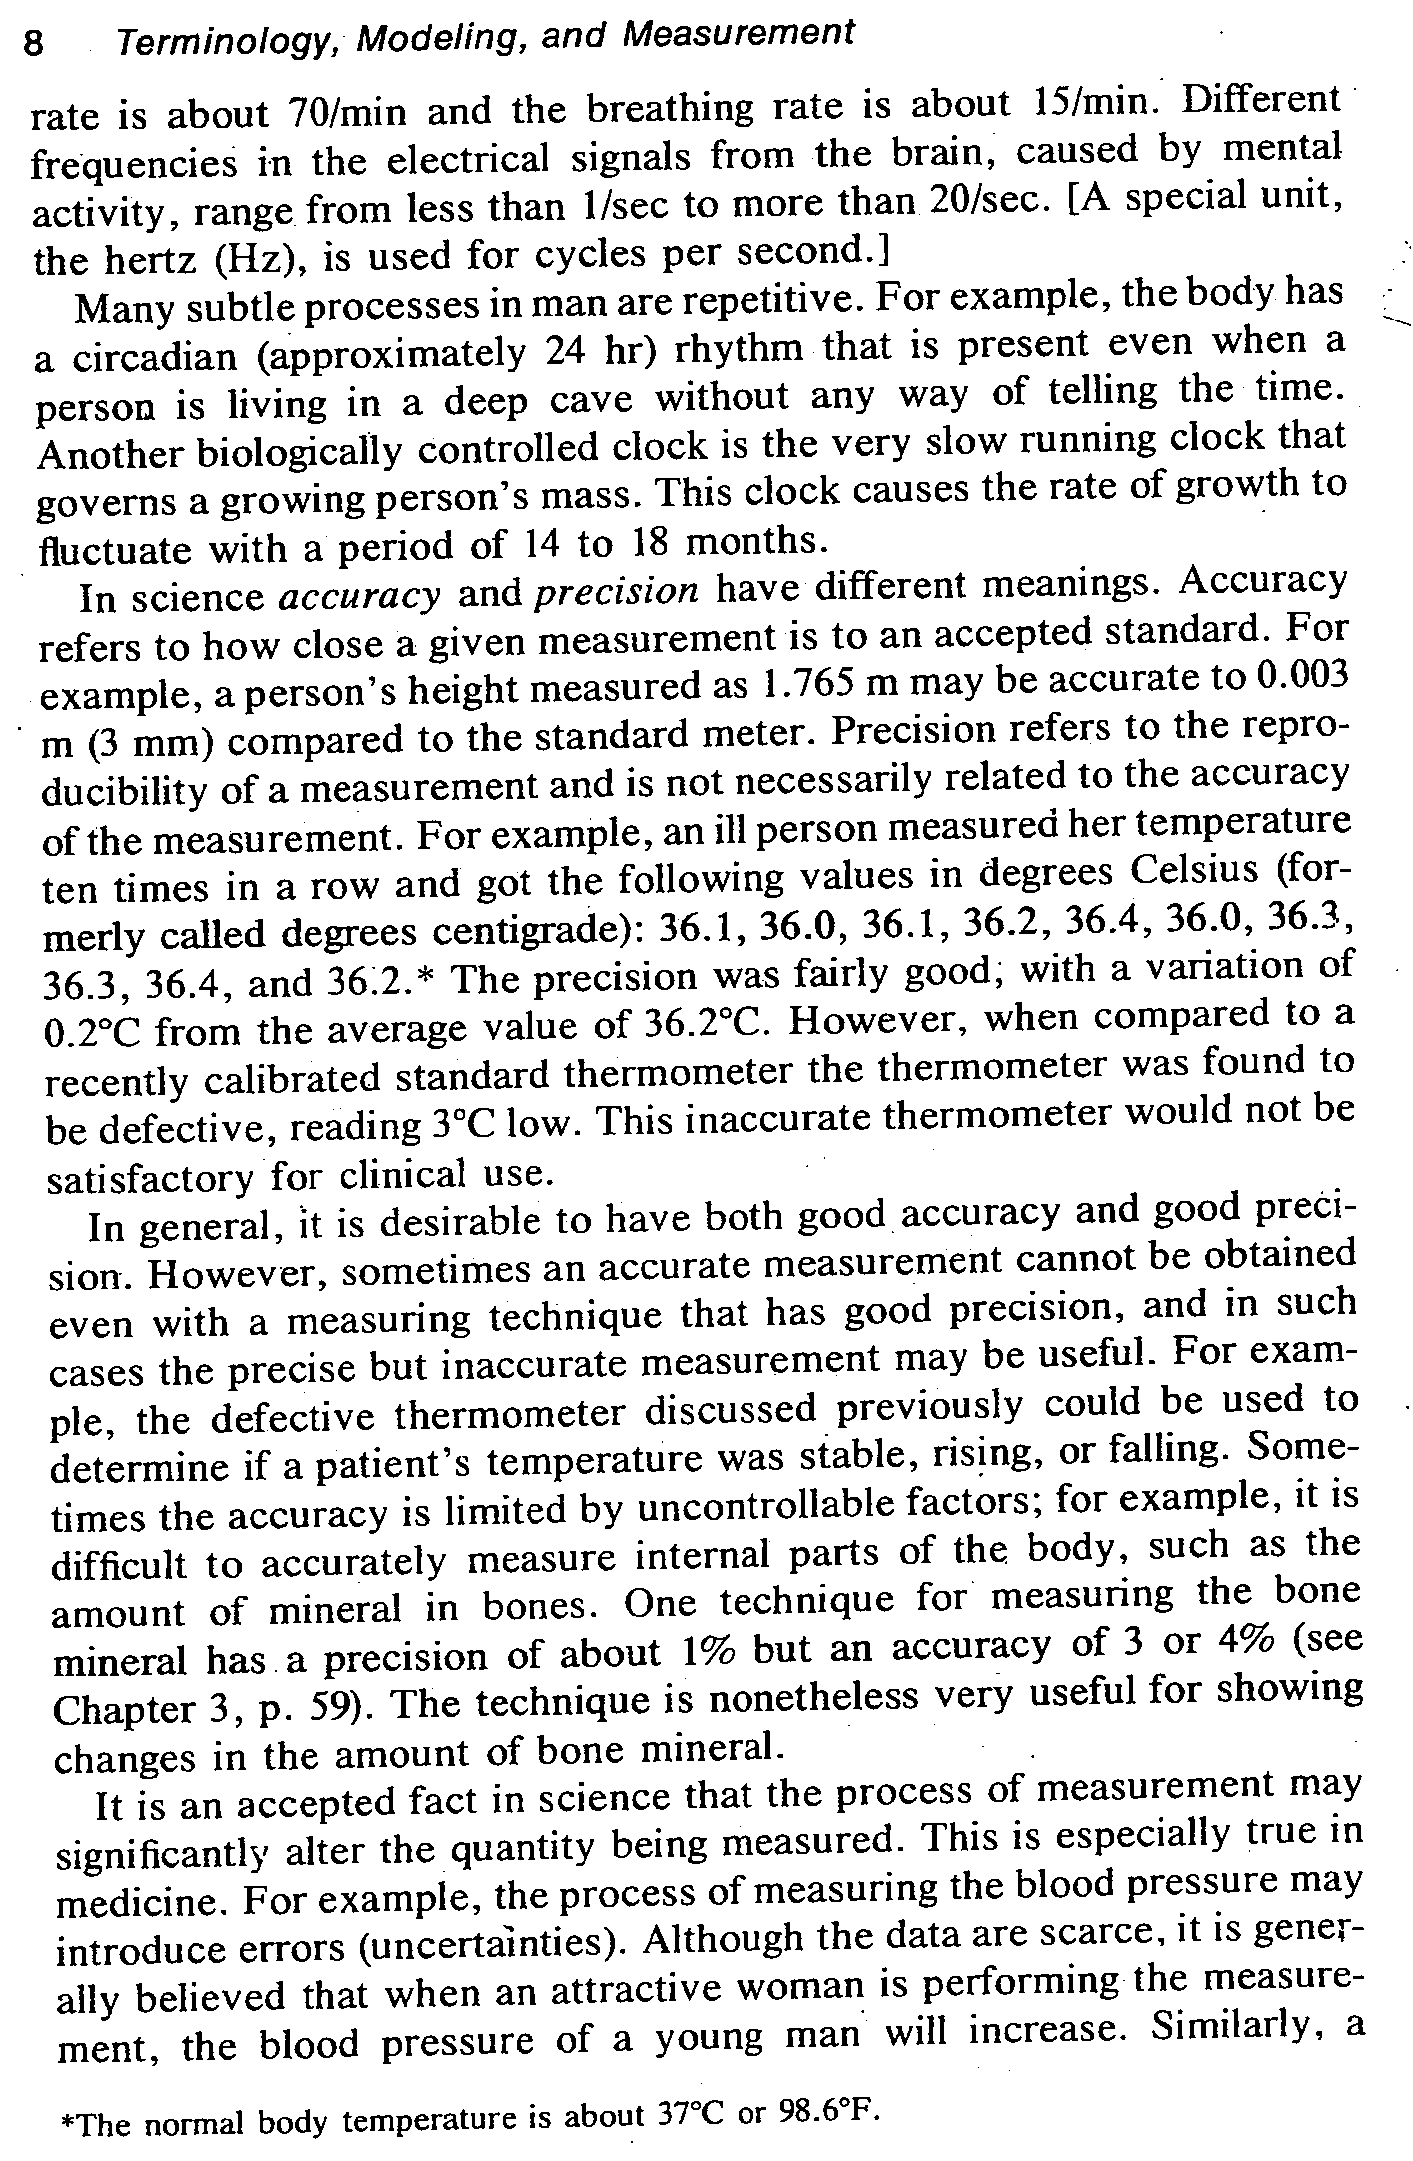 8 Terminology, Modeling, and Measurement
rate is about 70/min and the breathing rate is about 15/min. Different
frequencies in the electrical signals from the brain, caused by mental
activity, range from less than 1/sec to more than 20/sec. [A special unit,
the hertz (Hz), is used for cycles per second.]
Many subtle processes in man are repetitive. For example, the body has
a circadian (approximately 24 hr) rhythm that is present even when a
person is living in a deep cave without any way of telling the time.
Another biologically controlled clock is the very slow running clock that
governs a growing person's mass. This clock causes the rate of growth to
fluctuate with a period of 14 to 18 months.
In science accuracy and precision have different meanings. Accuracy
refers to how close a given measurement is to an accepted standard. For
example, a person's height measured as 1.765 m may be accurate to 0.003
m (3 mm) compared to the standard meter. Precision refers to the repro-
ducibility of a measurement and is not necessarily related to the accuracy
of the measurement. For example, an ill person measured her temperature
ten times in a row and got the following values in degrees Celsius (for-
merly called degrees centigrade): 36.1, 36.0, 36.1, 36.2, 36.4, 36.0, 36.3,
36.3, 36.4, and 36.2.* The precision was fairly good, with a variation of
0.2°C from the average value of 36.2°C. However, when compared to a
recently calibrated standard thermometer the thermometer was found to
be defective, reading 3°C low. This inaccurate thermometer would not be
satisfactory for clinical use.
In general, it is desirable to have both good accuracy and good preci-
sion. However, sometimes an accurate measurement cannot be obtained
even with a measuring technique that has good precision, and in such
cases the precise but inaccurate measurement may be useful. For exam-
ple, the defective thermometer discussed previously could be used to
determine if a patient's temperature was stable, rising, or falling. Some-
times the accuracy is limited by uncontrollable factors; for example, it is
difficult to accurately measure internal parts of the body, such as the
amount of mineral in bones. One technique for measuring the bone
mineral has a precision of about 1% but an accuracy of 3 or 4% (see
Chapter 3, p. 59). The technique is nonetheless very useful for showing
changes in the amount of bone mineral.
It is an accepted fact in science that the process of measurement may
significantly alter the quantity being measured. This is especially true in
medicine. For example, the process of measuring the blood pressure may
introduce errors (uncertainties). Although the data are scarce, it is gener-
ally believed that when an attractive woman is performing the measure-
ment, the blood pressure of a young man will increase. Similarly, a
*The normal body temperature is about 37°C or 98.6°F.